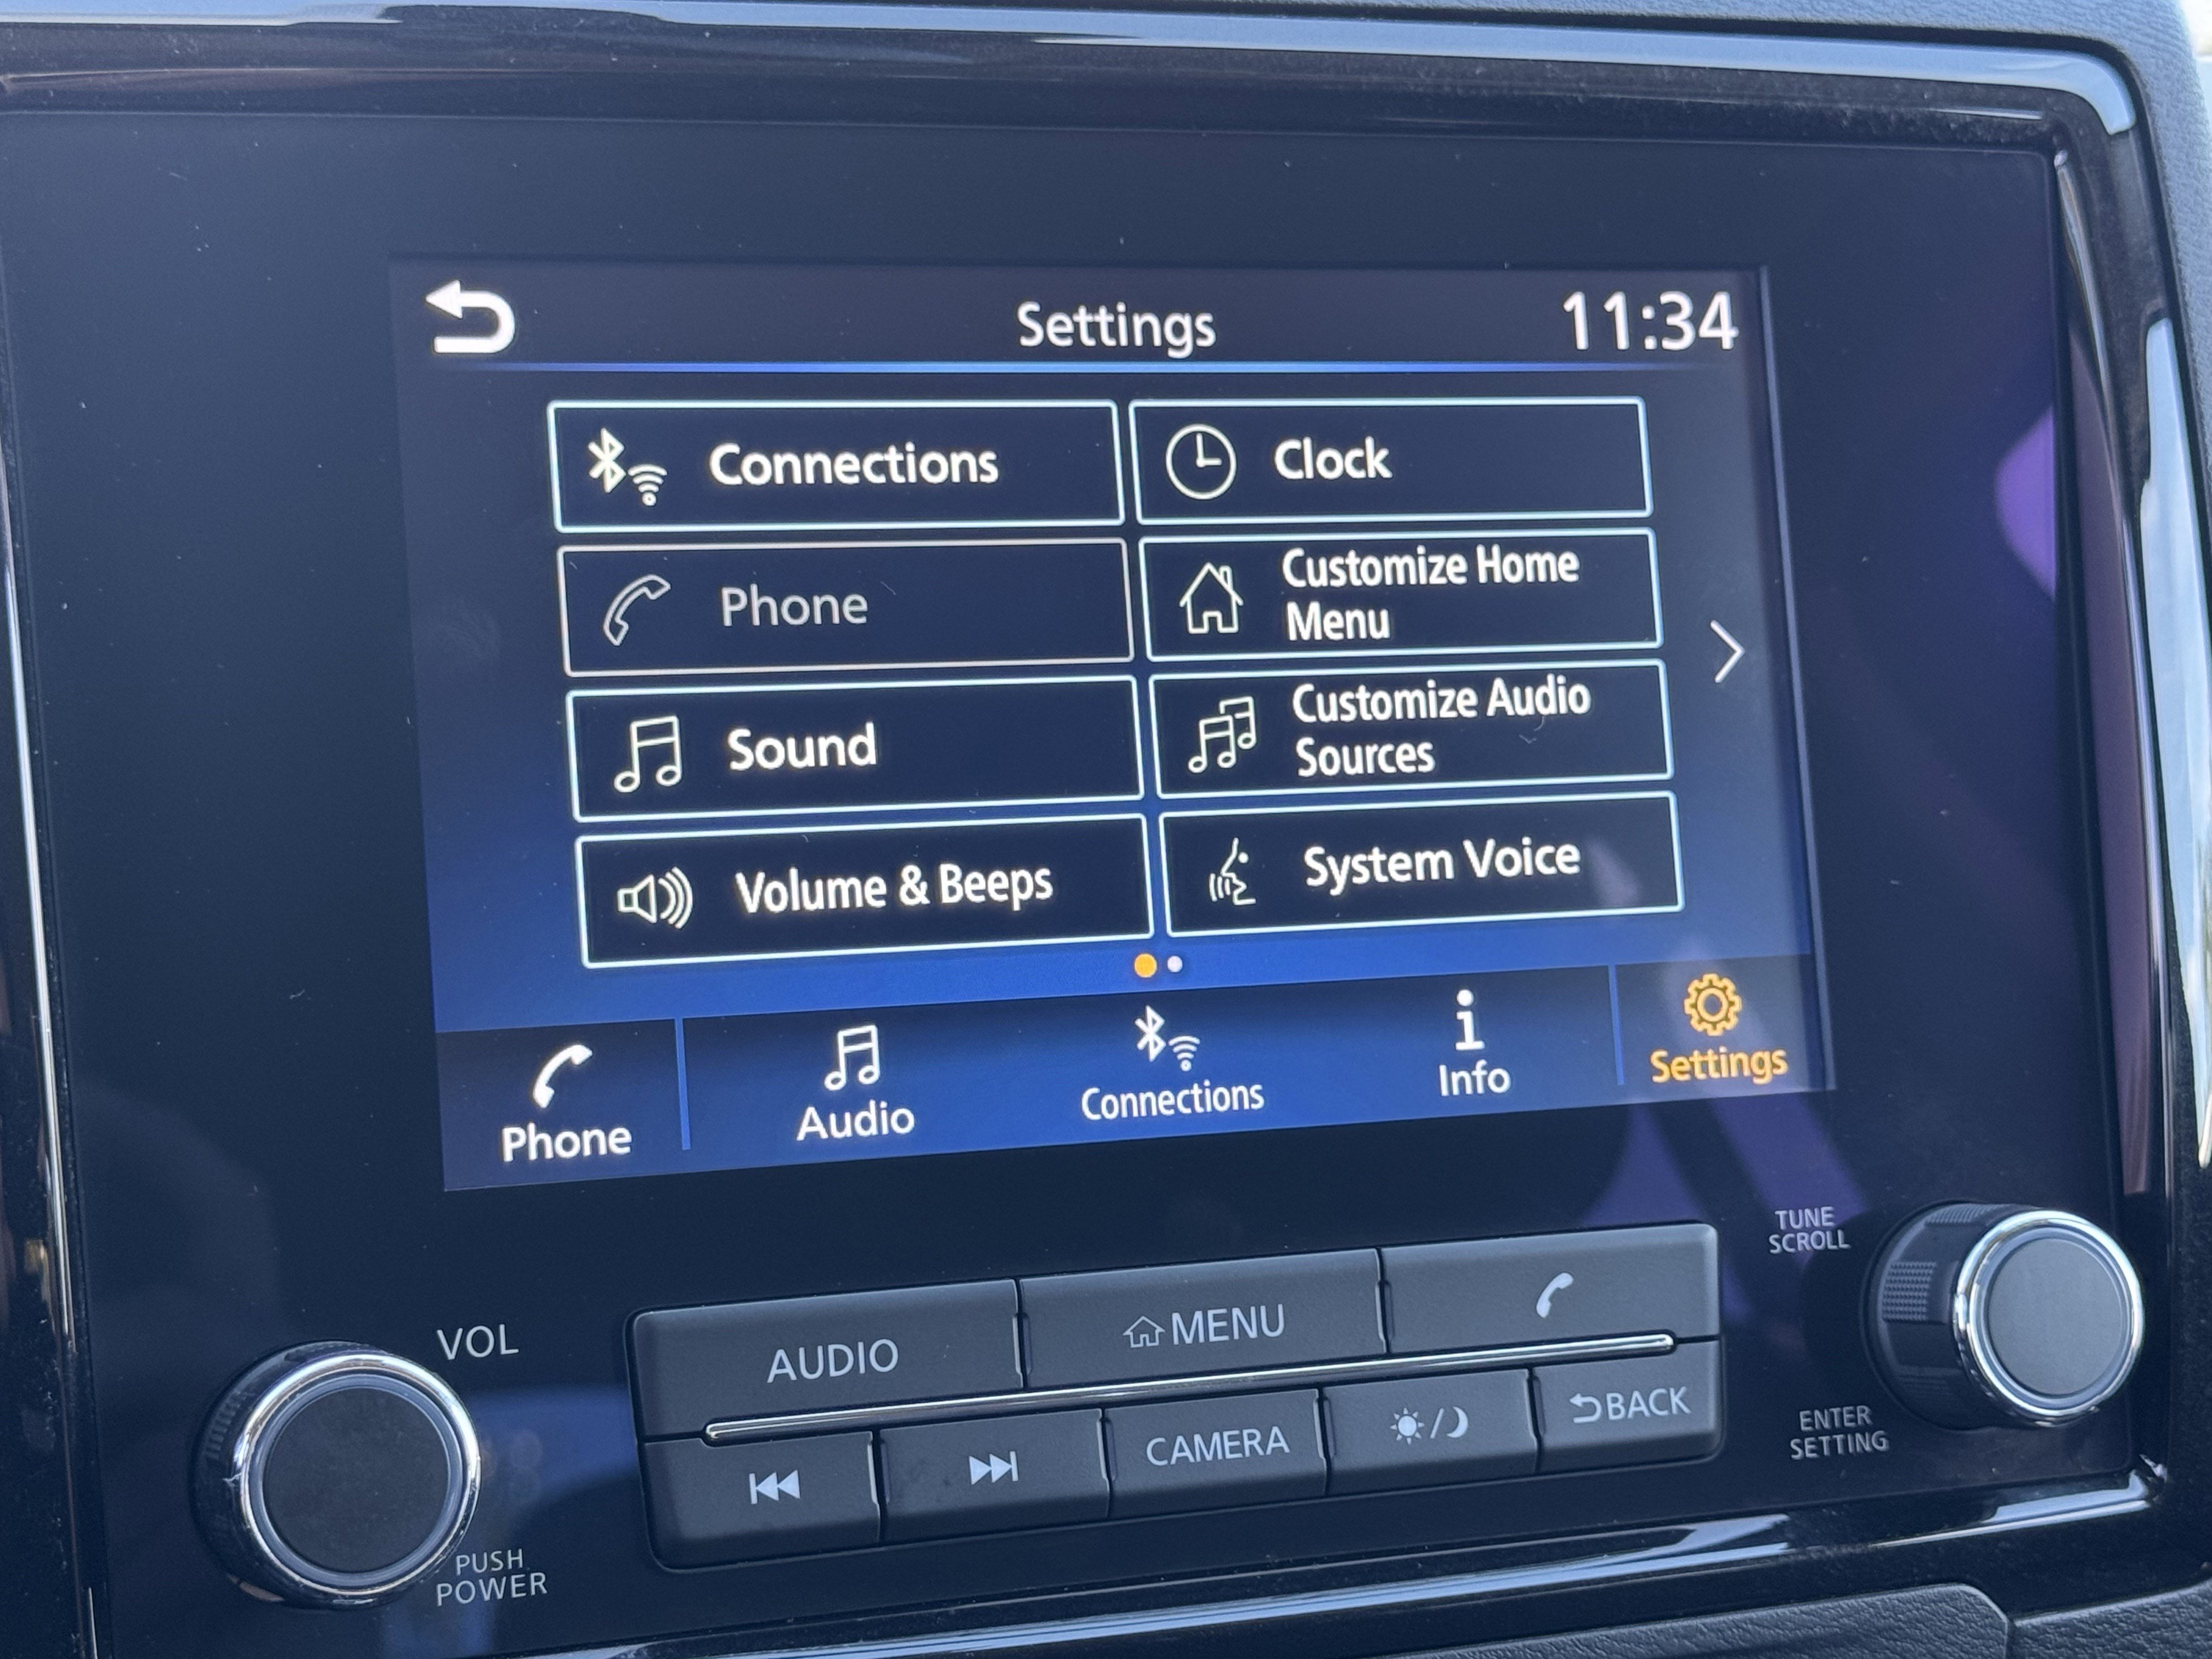 Settings
11:34
Connections
Clock
Phone
Customize Home
Menu
Sound
Customize Audio
Sources
Volume & Beeps
System Voice
Phone
Audio
Connections
Info
Settings
VOL
PUSH
POWER
AUDIO
MENU
CAMERA
BACK
TUNE
SCROLL
ENTER
SETTING